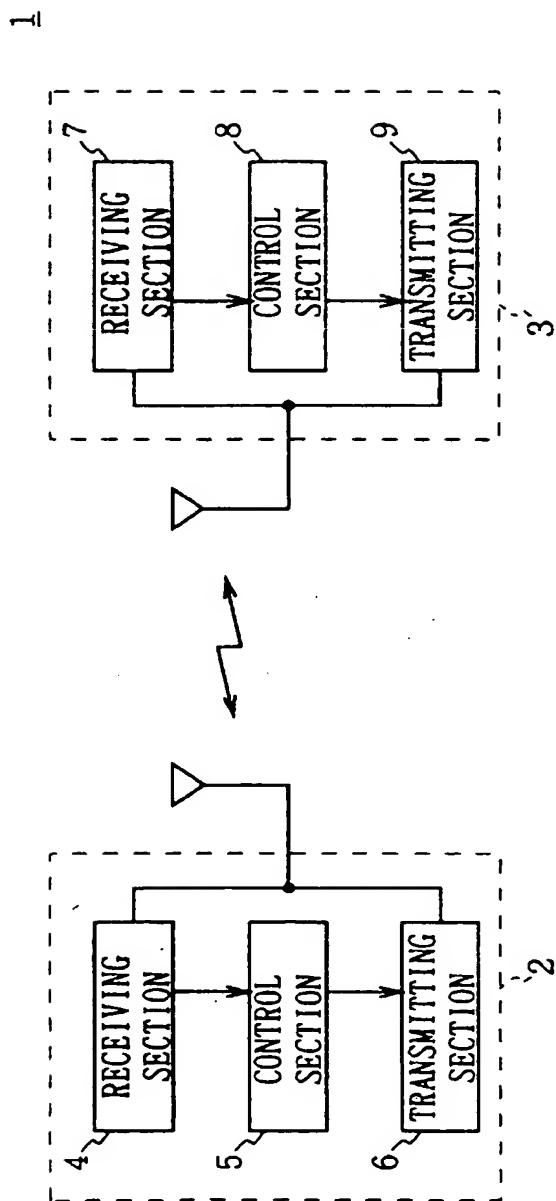 1
4
RECEIVING
SECTION
5
CONTROL
SECTION
6
TRANSMITTING
SECTION
2
7
RECEIVING
SECTION
8
CONTROL
SECTION
9
TRANSMITTING
SECTION
3